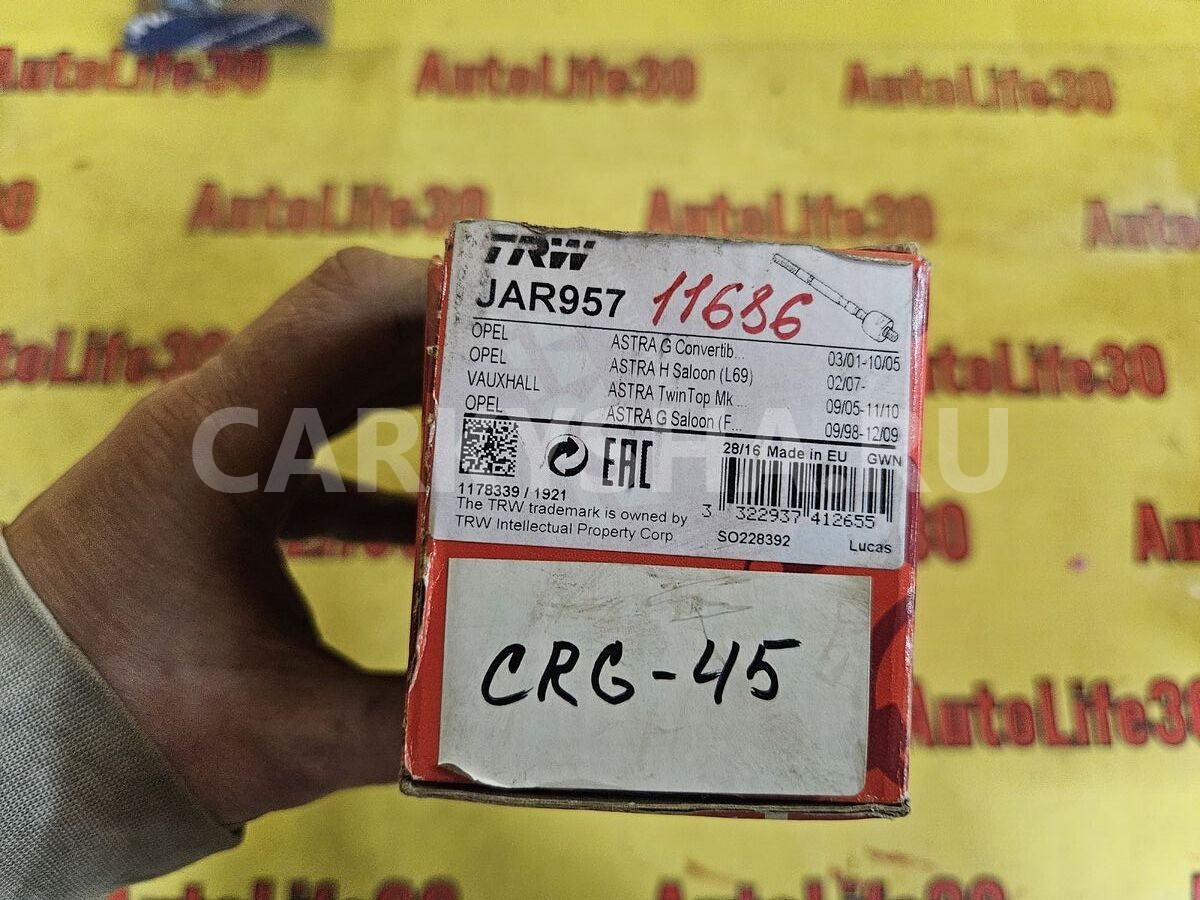 AutoLife30 AutoLife30 AutoLife30
AutoLife30 AutoLife30 AutoLife30
TRW
JAR957 11686
OPEL ASTRA G Convertib... 03/01-10/05
OPEL ASTRA H Saloon (L69) 02/07-
VAUXHALL ASTRA TwinTop Mk... 09/05-11/10
OPEL ASTRA G Saloon (F... 09/98-12/09
EAC
28/16 Made in EU GWN
1178339 / 1921
The TRW trademark is owned by
TRW Intellectual Property Corp
3 322937 412655
SO228392 Lucas
CRG-45
AutoLife30
AutoLife30